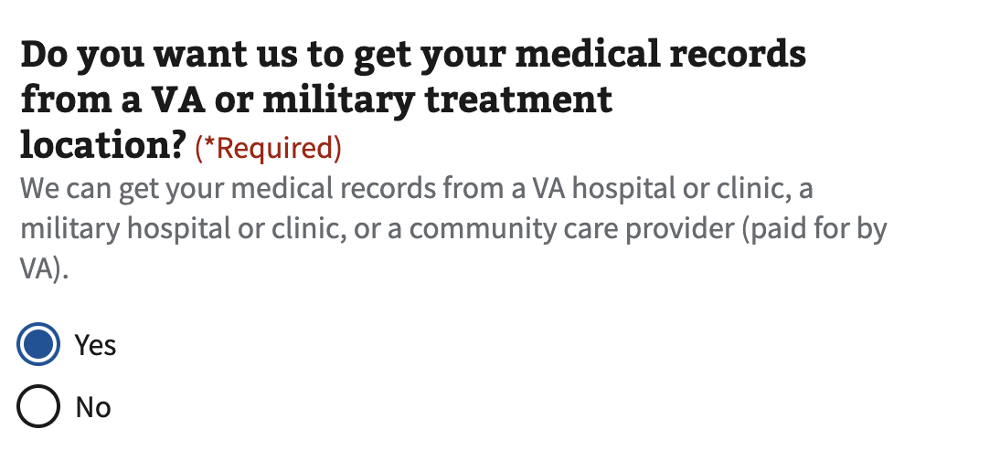 Do you want us to get your medical records
from a VA or military treatment
location? (*Required)
We can get your medical records from a VA hospital or clinic, a
military hospital or clinic, or a community care provider (paid for by
VA).
Yes
No